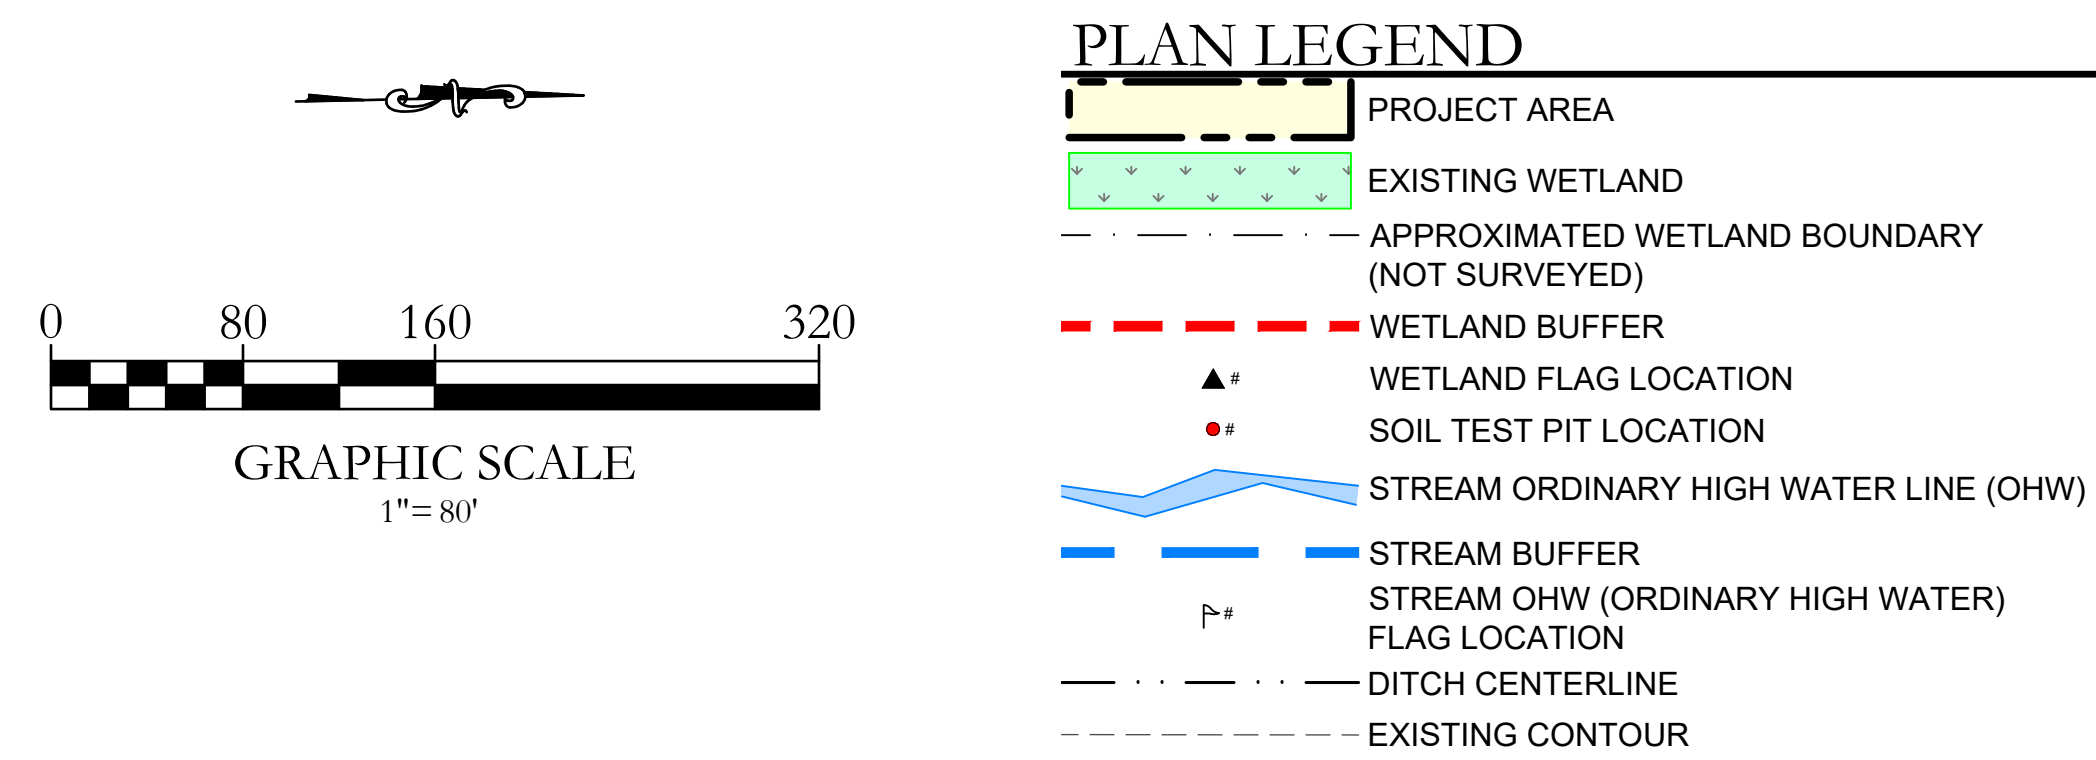 0 80 160 320
GRAPHIC SCALE
1"= 80'
PLAN LEGEND
PROJECT AREA
EXISTING WETLAND
APPROXIMATED WETLAND BOUNDARY
(NOT SURVEYED)
WETLAND BUFFER
# WETLAND FLAG LOCATION
# SOIL TEST PIT LOCATION
STREAM ORDINARY HIGH WATER LINE (OHW)
STREAM BUFFER
STREAM OHW (ORDINARY HIGH WATER)
# FLAG LOCATION
DITCH CENTERLINE
EXISTING CONTOUR